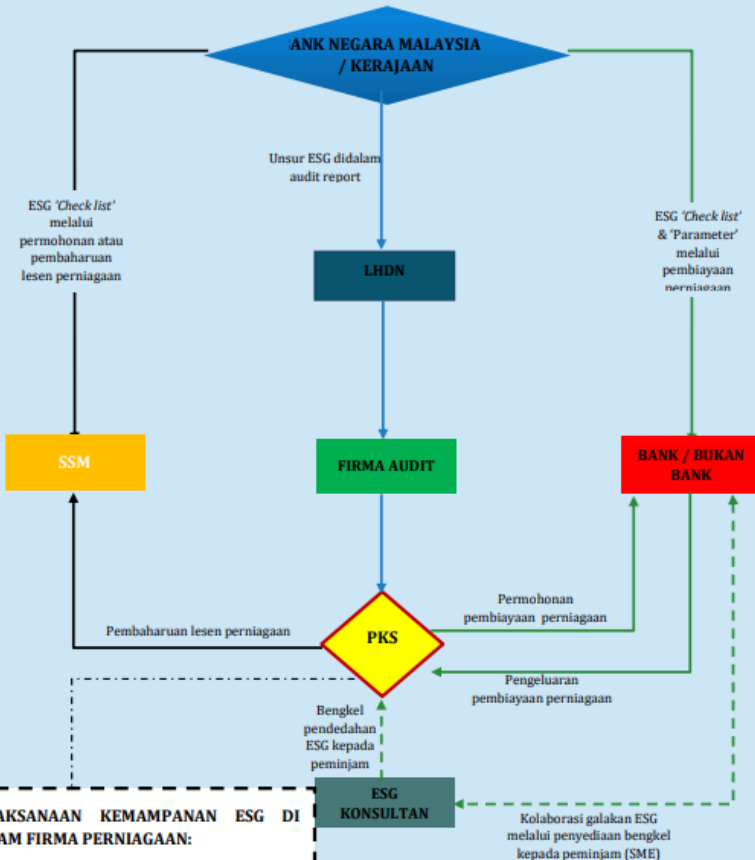 ANK NEGARA MALAYSIA
/ KERAJAAN
Unsur ESG didalam
audit report
ESG 'Check list'
melalui
permohonan atau
pembaharuan
lesen perniagaan
ESG 'Check list'
& 'Parameter'
melalui
pembiayaan
perniagaan
LHDN
SSM
FIRMA AUDIT
BANK / BUKAN
BANK
Permohonan
pembiayaan perniagaan
Pembaharuan lesen perniagaan
PKS
Pengeluaran
pembiayaan perniagaan
Bengkel
pendedahan
ESG kepada
peminjam
ESG
KONSULTAN
AKSANAAN KEMAMPANAN ESG DI
AM FIRMA PERNIAGAAN:
Kolaborasi galakan ESG
melalui penyediaan bengkel
kepada peminjam (SME)